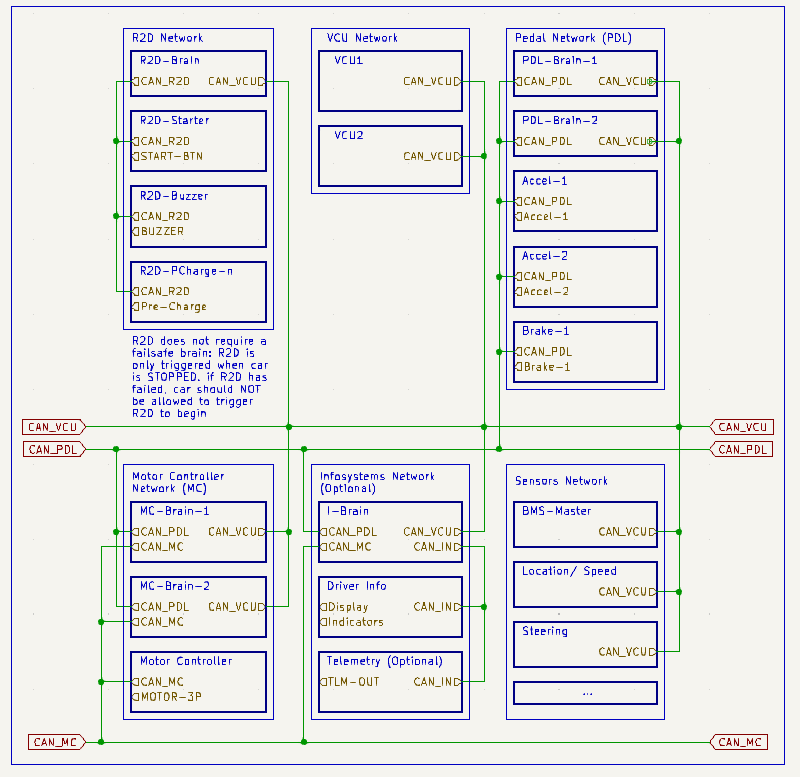 R2D Network
R2D-Brain
CAN_R2D CAN_VCU
R2D-Starter
CAN_R2D
START-BTN
R2D-Buzzer
CAN_R2D
BUZZER
R2D-PCharge-n
CAN_R2D
Pre-Charge
R2D does not require a
failsafe brain: R2D is
only triggered when car
is STOPPED. if R2D has
failed, car should NOT
be allowed to trigger
R2D to begin
VCU Network
VCU1
CAN_VCU
VCU2
CAN_VCU
Pedal Network (PDL)
PDL-Brain-1
CAN_PDL CAN_VCU
PDL-Brain-2
CAN_PDL CAN_VCU
Accel-1
CAN_PDL
Accel-1
Accel-2
CAN_PDL
Accel-2
Brake-1
CAN_PDL
Brake-1
CAN_VCU CAN_VCU
CAN_PDL CAN_PDL
Motor Controller
Network (MC)
MC-Brain-1
CAN_PDL CAN_VCU
CAN_MC
MC-Brain-2
CAN_PDL CAN_VCU
CAN_MC
Motor Controller
CAN_MC
MOTOR-3P
Infosystems Network
(Optional)
I-Brain
CAN_PDL CAN_VCU
CAN_MC CAN_IN
Driver Info
Display CAN_IN
Indicators
Telemetry (Optional)
TLM-OUT CAN_IN
Sensors Network
BMS-Master
CAN_VCU
Location/ Speed
CAN_VCU
Steering
CAN_VCU
...
CAN_MC CAN_MC